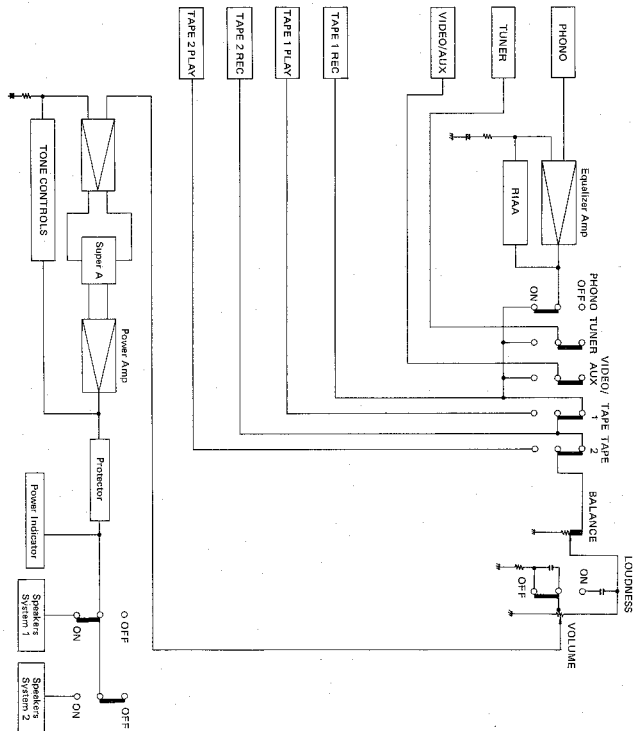 PHONO
TUNER
VIDEO/AUX
TAPE 1 REC
TAPE 1 PLAY
TAPE 2 REC
TAPE 2 PLAY
Equalizer Amp
RIAA
PHONO
OFF
ON
TUNER
VIDEO/
AUX
TAPE
1
TAPE
2
BALANCE
LOUDNESS
ON
OFF
VOLUME
TONE CONTROLS
Super A
Power Amp
Protector
Power Indicator
OFF
ON
Speakers
System 1
OFF
ON
Speakers
System 2